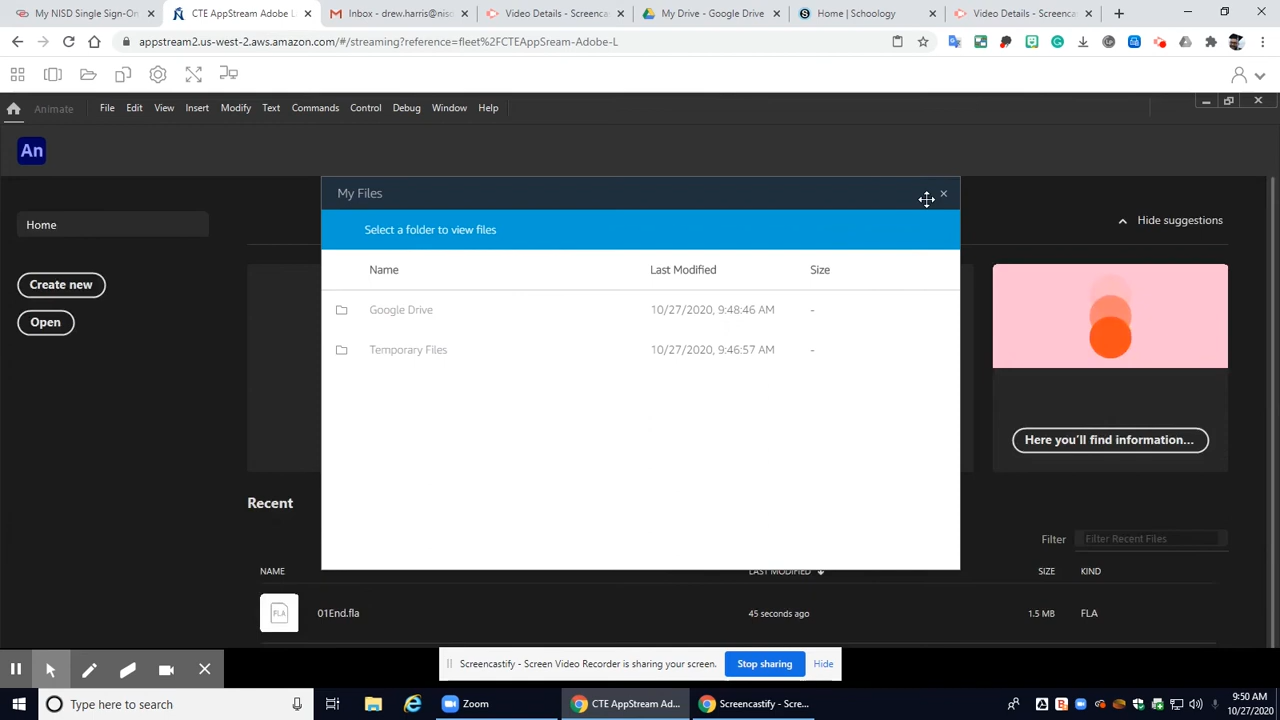 My NISD Single Sign-On
CTE AppStream Adobe L
Inbox - drew.harris@nisd
Video Details - Screencast
My Drive - Google Drive
Home | Schoology
Video Details - Screencast
appstream2.us-west-2.aws.amazon.com/#/streaming?reference=fleet%2FCTEAppSream-Adobe-L
Animate File Edit View Insert Modify Text Commands Control Debug Window Help
An
My Files
Home
Hide suggestions
Select a folder to view files
Name Last Modified Size
Create new
Google Drive 10/27/2020, 9:48:46 AM -
Open
Temporary Files 10/27/2020, 9:46:57 AM -
Here you'll find information...
Recent
Filter Filter Recent Files
NAME LAST MODIFIED SIZE KIND
FLA 01End.fla 45 seconds ago 1.5 MB FLA
Screencastify - Screen Video Recorder is sharing your screen. Stop sharing Hide
Type here to search
Zoom
CTE AppStream Ad...
Screencastify - Scre...
9:50 AM
10/27/2020